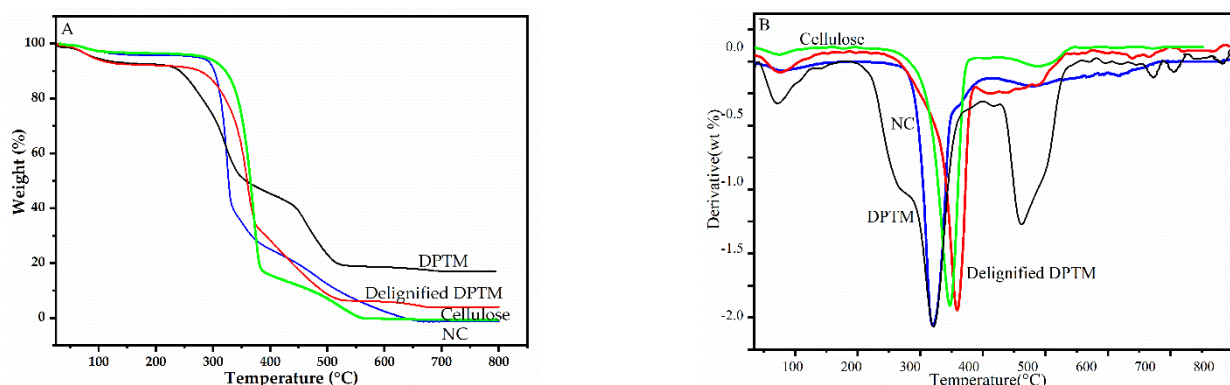 A
100
80
60
40
20
0
Weight (%)
DPTM
Delignified DPTM
Cellulose
NC
100 200 300 400 500 600 700 800
Temperature (°C)
B
Cellulose
0.0
-0.5
-1.0
-1.5
-2.0
Derivative(wt %)
NC
DPTM
Delignified DPTM
100 200 300 400 500 600 700 800
Temperature(°C)